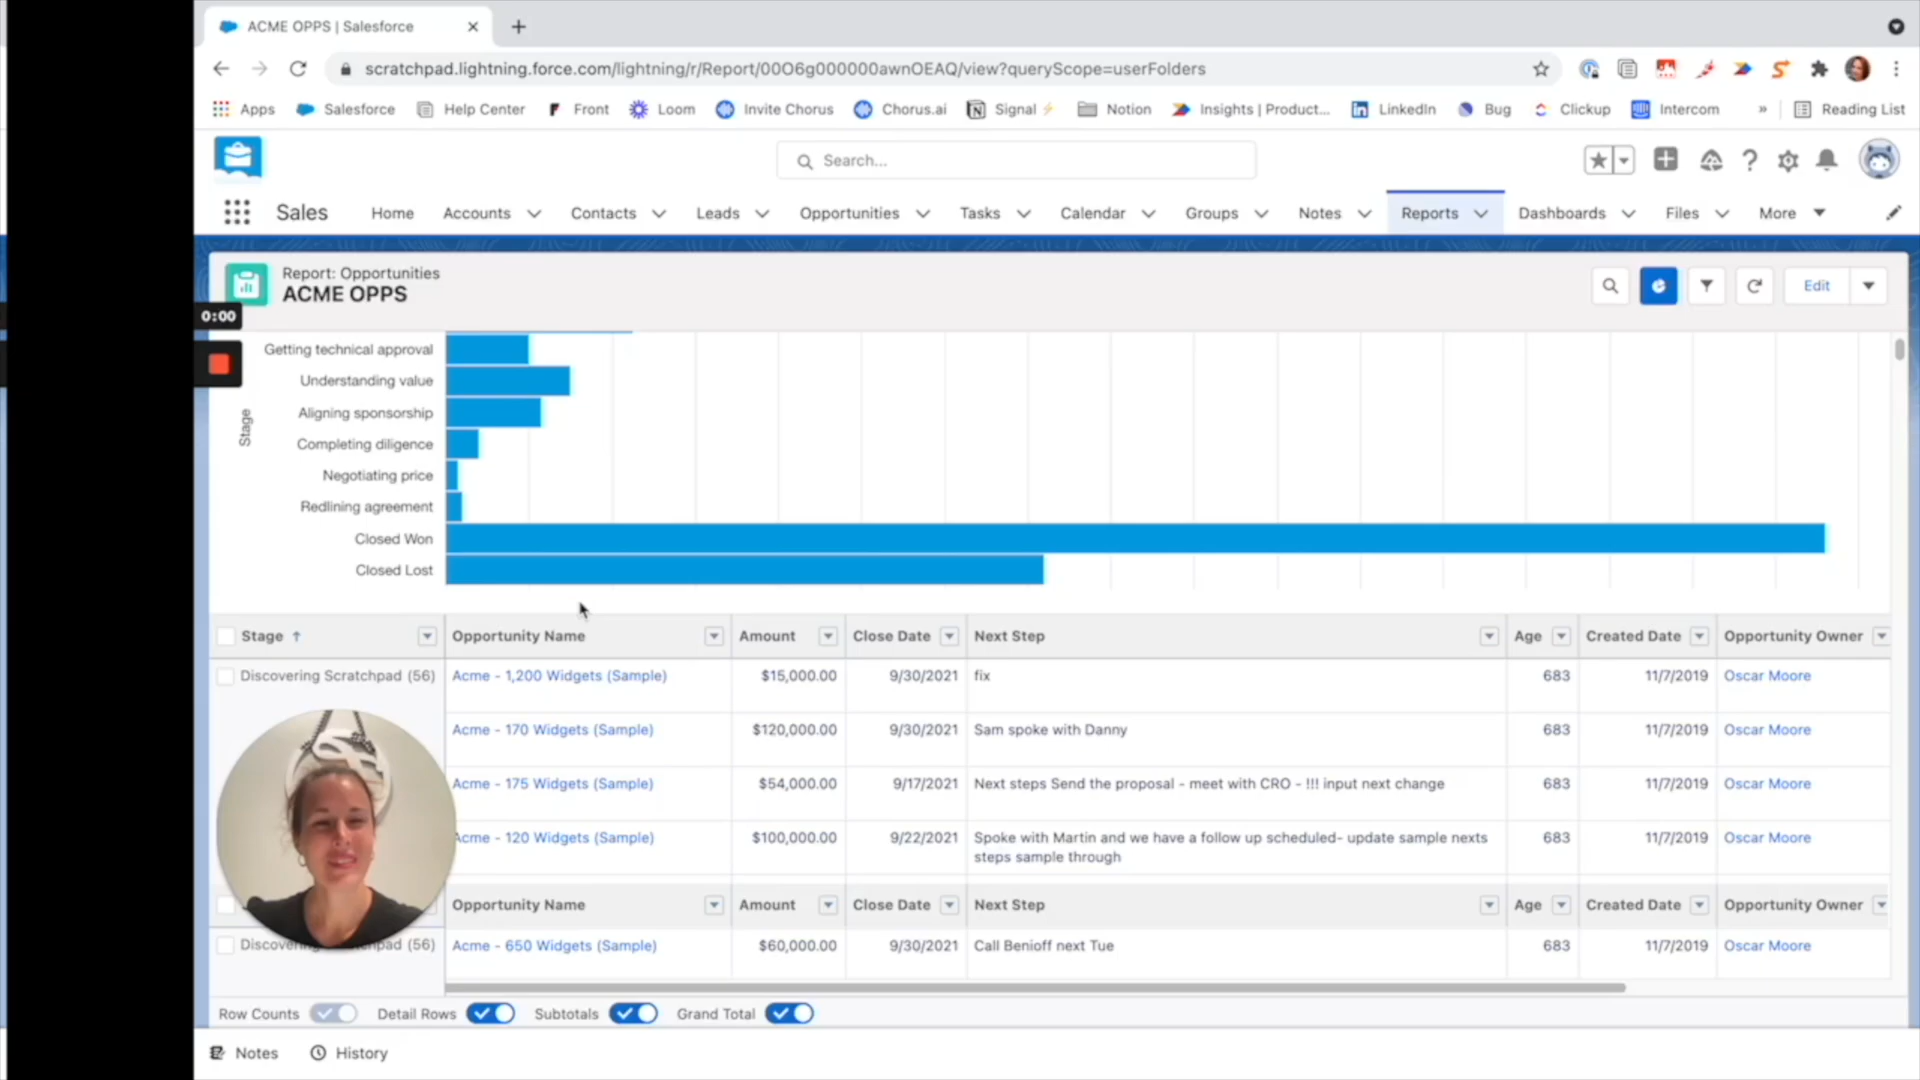 ACME OPPS | Salesforce
scratchpad.lightning.force.com/lightning/r/Report/00O6g000000awnOEAQ/view?queryScope=userFolders
Apps Salesforce Help Center Front Loom Invite Chorus Chorus.ai Signal⚡ Notion Insights | Product... LinkedIn Bug Clickup Intercom » Reading List
Search...
Sales Home Accounts Contacts Leads Opportunities Tasks Calendar Groups Notes Reports Dashboards Files More
Report: Opportunities
ACME OPPS
Edit
0:00
Stage
Getting technical approval
Understanding value
Aligning sponsorship
Completing diligence
Negotiating price
Redlining agreement
Closed Won
Closed Lost
Stage ↑ Opportunity Name Amount Close Date Next Step Age Created Date Opportunity Owner
Discovering Scratchpad (56) Acme - 1,200 Widgets (Sample) $15,000.00 9/30/2021 fix 683 11/7/2019 Oscar Moore
Acme - 170 Widgets (Sample) $120,000.00 9/30/2021 Sam spoke with Danny 683 11/7/2019 Oscar Moore
Acme - 175 Widgets (Sample) $54,000.00 9/17/2021 Next steps Send the proposal - meet with CRO - !!! input next change 683 11/7/2019 Oscar Moore
Acme - 120 Widgets (Sample) $100,000.00 9/22/2021 Spoke with Martin and we have a follow up scheduled- update sample nexts 683 11/7/2019 Oscar Moore
steps sample through
Opportunity Name Amount Close Date Next Step Age Created Date Opportunity Owner
Discovering Scratchpad (56) Acme - 650 Widgets (Sample) $60,000.00 9/30/2021 Call Benioff next Tue 683 11/7/2019 Oscar Moore
Row Counts Detail Rows Subtotals Grand Total
Notes History